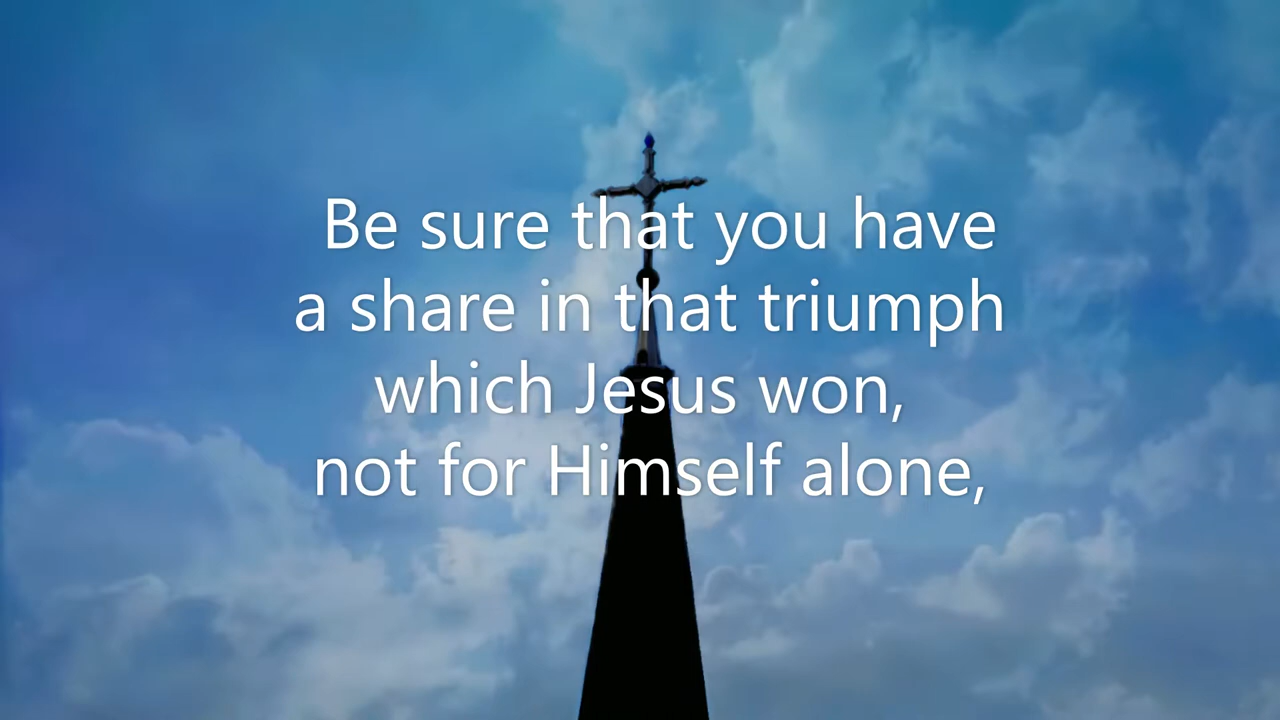 Be sure that you have
a share in that triumph
which Jesus won,
not for Himself alone,